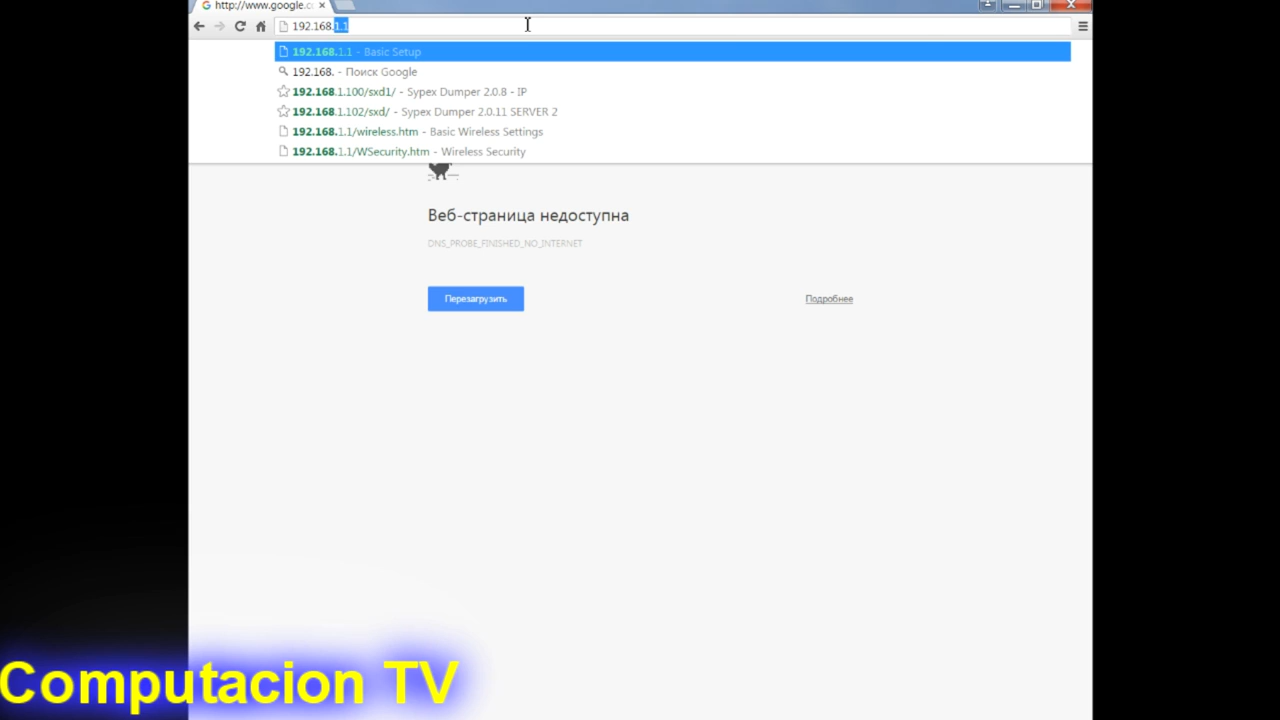 http://www.google.co
192.168.1.1
192.168.1.1 - Basic Setup
192.168. - Поиск Google
192.168.1.100/sxd1/ - Sypex Dumper 2.0.8 - IP
192.168.1.102/sxd/ - Sypex Dumper 2.0.11 SERVER 2
192.168.1.1/wireless.htm - Basic Wireless Settings
192.168.1.1/WSecurity.htm - Wireless Security
Веб-страница недоступна
DNS_PROBE_FINISHED_NO_INTERNET
Перезагрузить
Подробнее
Computacion TV